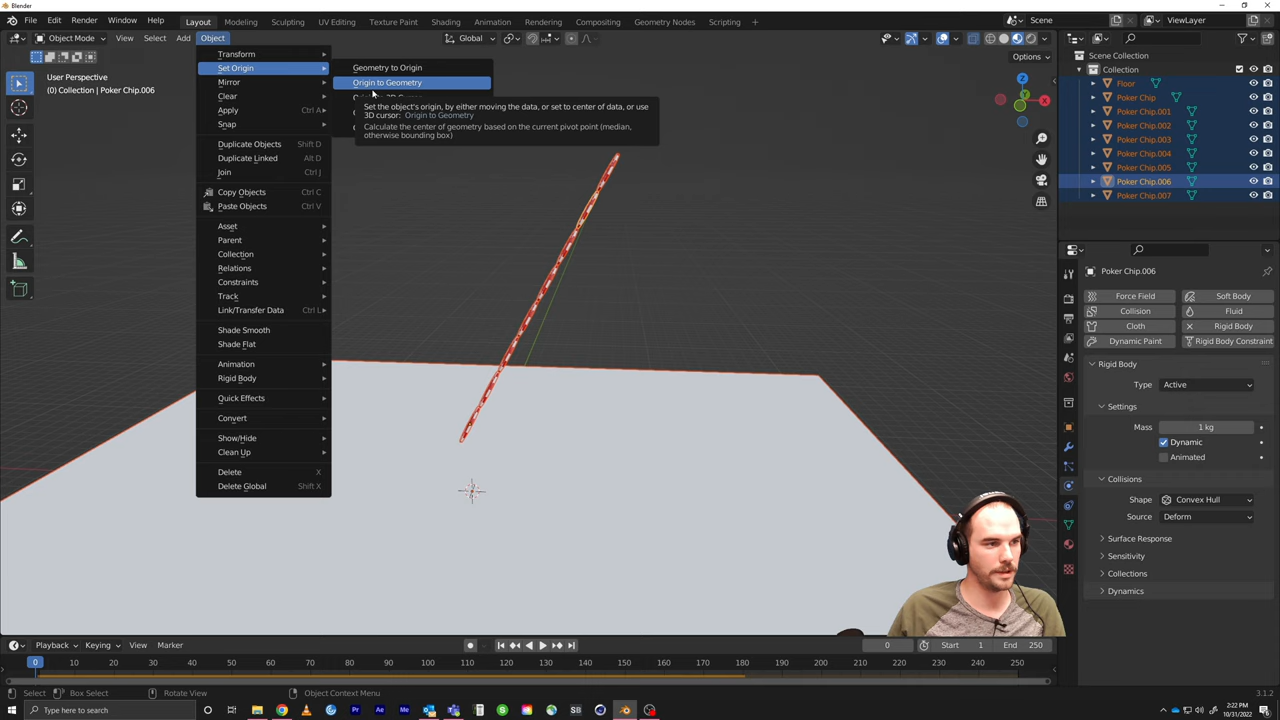 Blender
File Edit Render Window Help Layout Modeling Sculpting UV Editing Texture Paint Shading Animation Rendering Compositing Geometry Nodes Scripting + Scene ViewLayer
Object Mode View Select Add Object Global
Options
User Perspective
(0) Collection | Poker Chip.006
Transform
Set Origin
Mirror
Clear
Apply Ctrl A
Snap
Duplicate Objects Shift D
Duplicate Linked Alt D
Join Ctrl J
Copy Objects Ctrl C
Paste Objects Ctrl V
Asset
Parent
Collection
Relations
Constraints
Track
Link/Transfer Data Ctrl L
Shade Smooth
Shade Flat
Animation
Rigid Body
Quick Effects
Convert
Show/Hide
Clean Up
Delete X
Delete Global Shift X
Geometry to Origin
Origin to Geometry
Set the object's origin, by either moving the data, or set to center of data, or use
3D cursor: Origin to Geometry
Calculate the center of geometry based on the current pivot point (median,
otherwise bounding box)
Z
X
Y
Scene Collection
Collection
Floor
Poker Chip
Poker Chip.001
Poker Chip.002
Poker Chip.003
Poker Chip.004
Poker Chip.005
Poker Chip.006
Poker Chip.007
Poker Chip.006
Force Field Soft Body
Collision Fluid
Cloth Rigid Body
Dynamic Paint Rigid Body Constraint
Rigid Body
Type Active
Settings
Mass 1 kg
Dynamic
Animated
Collisions
Shape Convex Hull
Source Deform
Surface Response
Sensitivity
Collections
Dynamics
Playback Keying View Marker 0 Start 1 End 250
0 10 20 30 40 50 60 70 80 90 100 110 120 130 140 150 160 170 180 190 200 210 220 230 240 250
Select Box Select Rotate View Object Context Menu 3.1.2
Type here to search
2:22 PM
10/31/2022